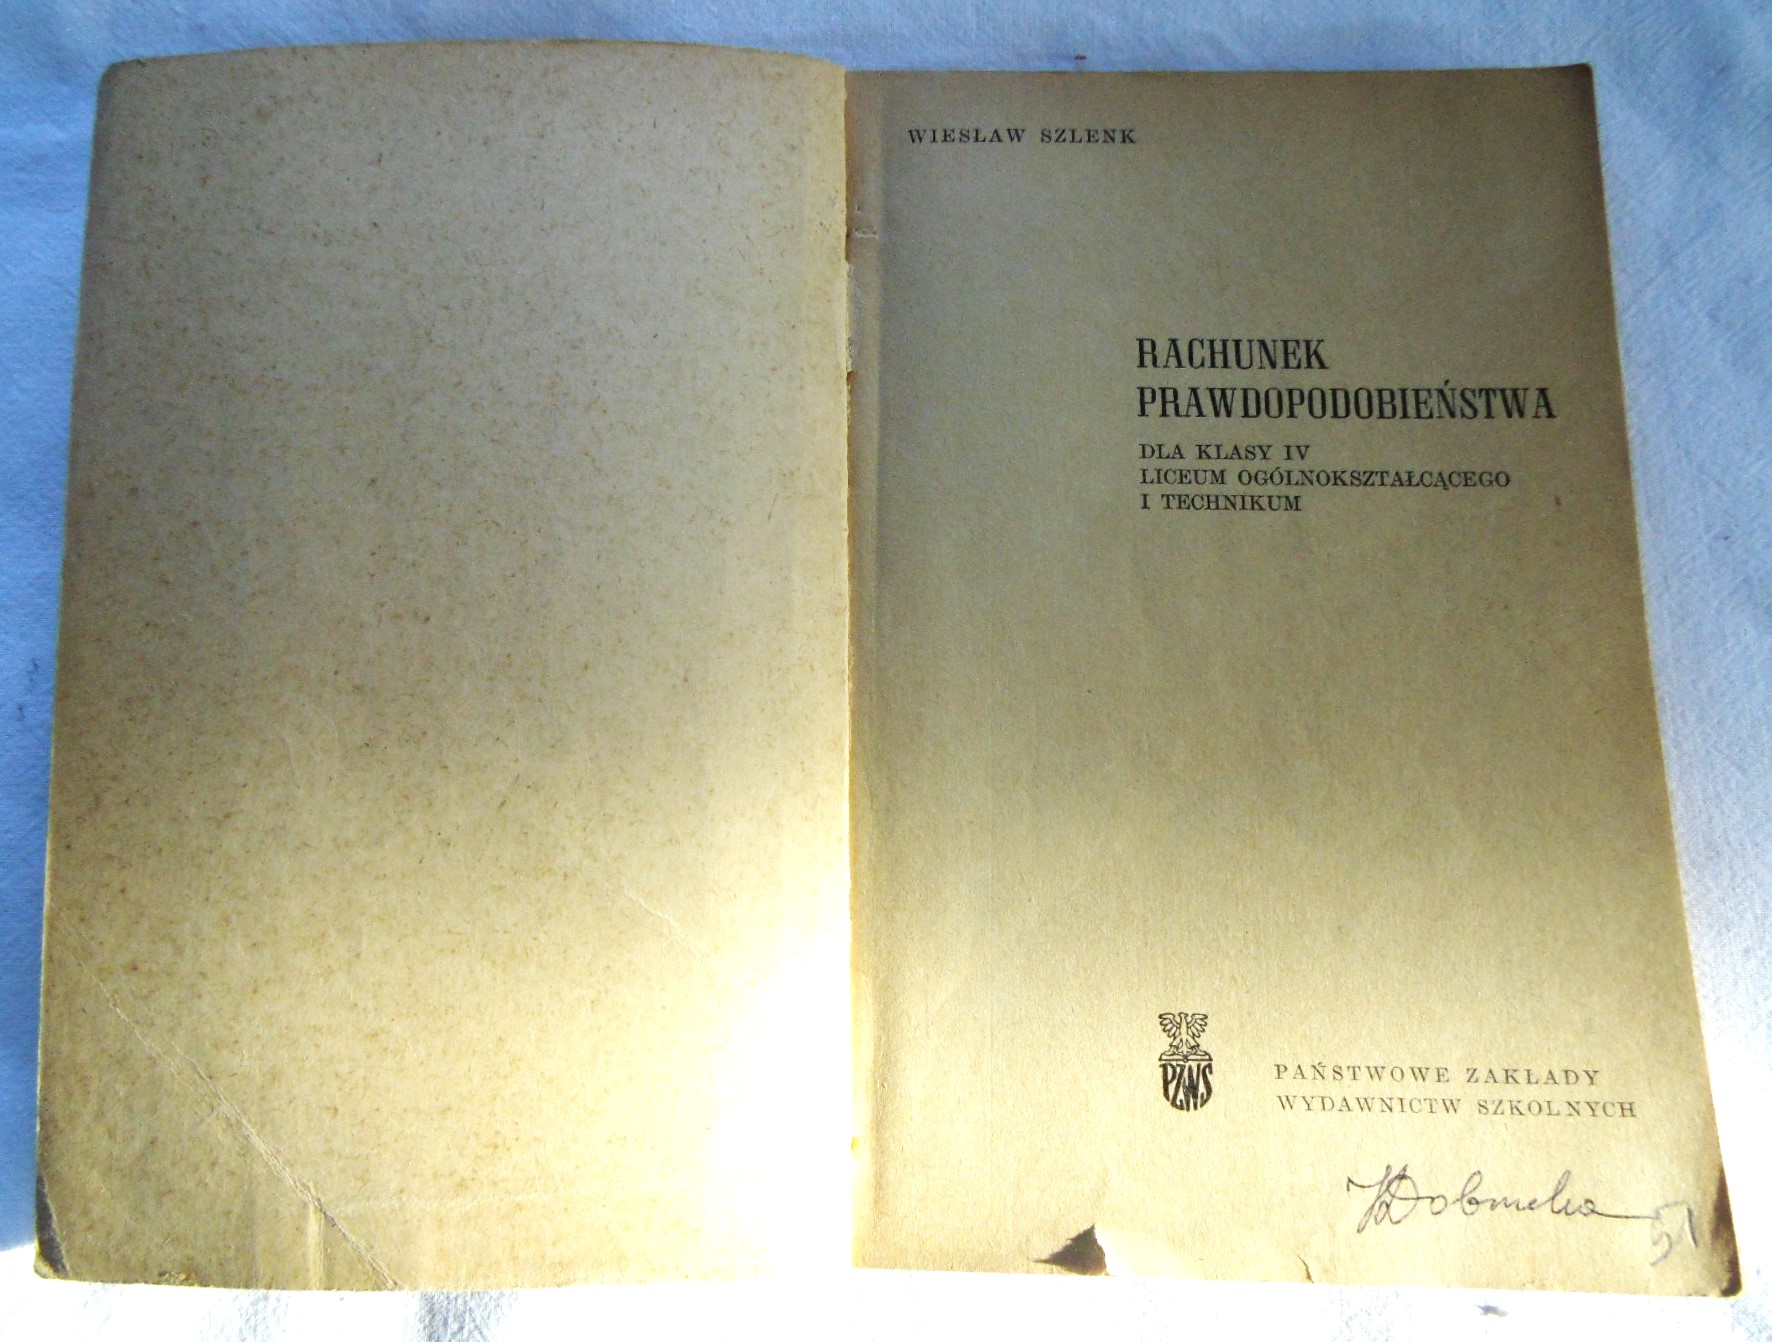 WIESŁAW SZLENK
RACHUNEK
PRAWDOPODOBIEŃSTWA
DLA KLASY IV
LICEUM OGÓLNOKSZTAŁCĄCEGO
I TECHNIKUM
PZWS
PAŃSTWOWE ZAKŁADY
WYDAWNICTW SZKOLNYCH